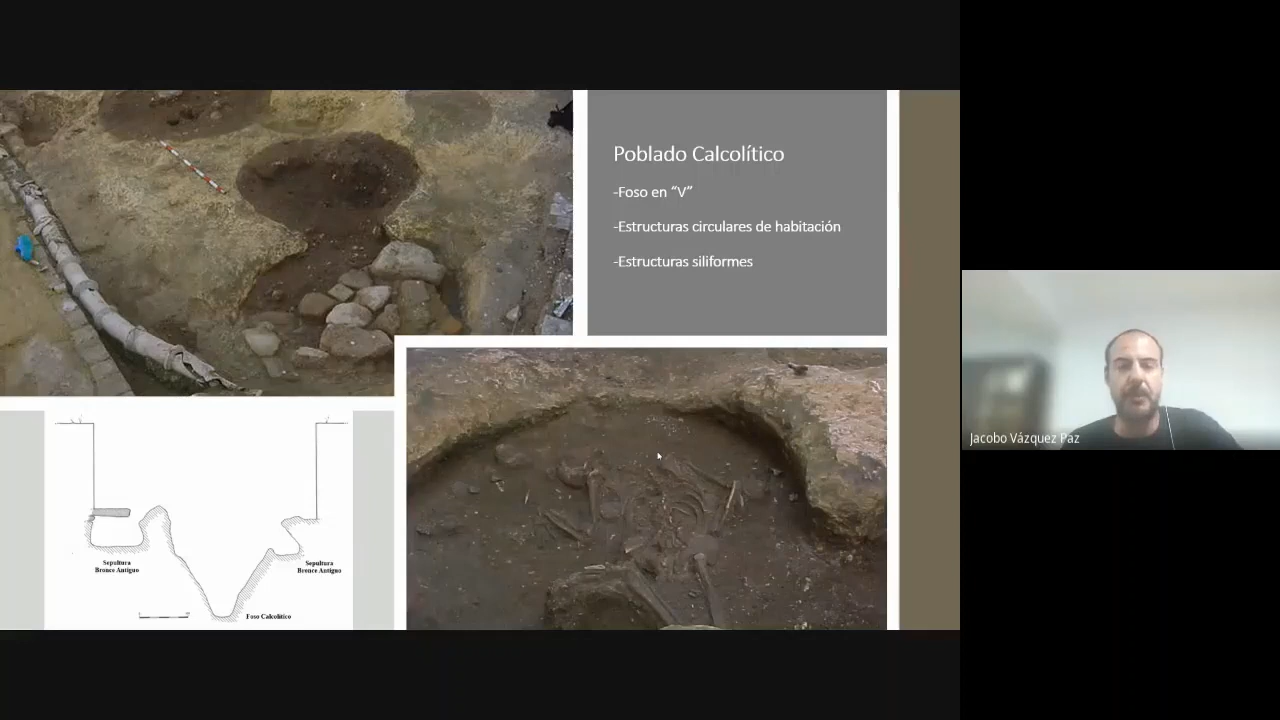 Poblado Calcolítico
-Foso en “V”
-Estructuras circulares de habitación
-Estructuras siliformes
Sepultura
Bronce Antiguo
Sepultura
Bronce Antiguo
Foso Calcolítico
Jacobo Vázquez Paz